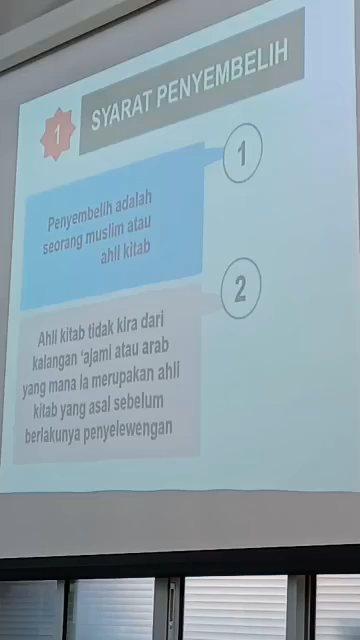 1
SYARAT PENYEMBELIH
1
Penyembelih adalah
seorang muslim atau
ahli kitab
2
Ahli kitab tidak kira dari
kalangan 'ajami atau arab
yang mana ia merupakan ahli
kitab yang asal sebelum
berlakunya penyelewengan